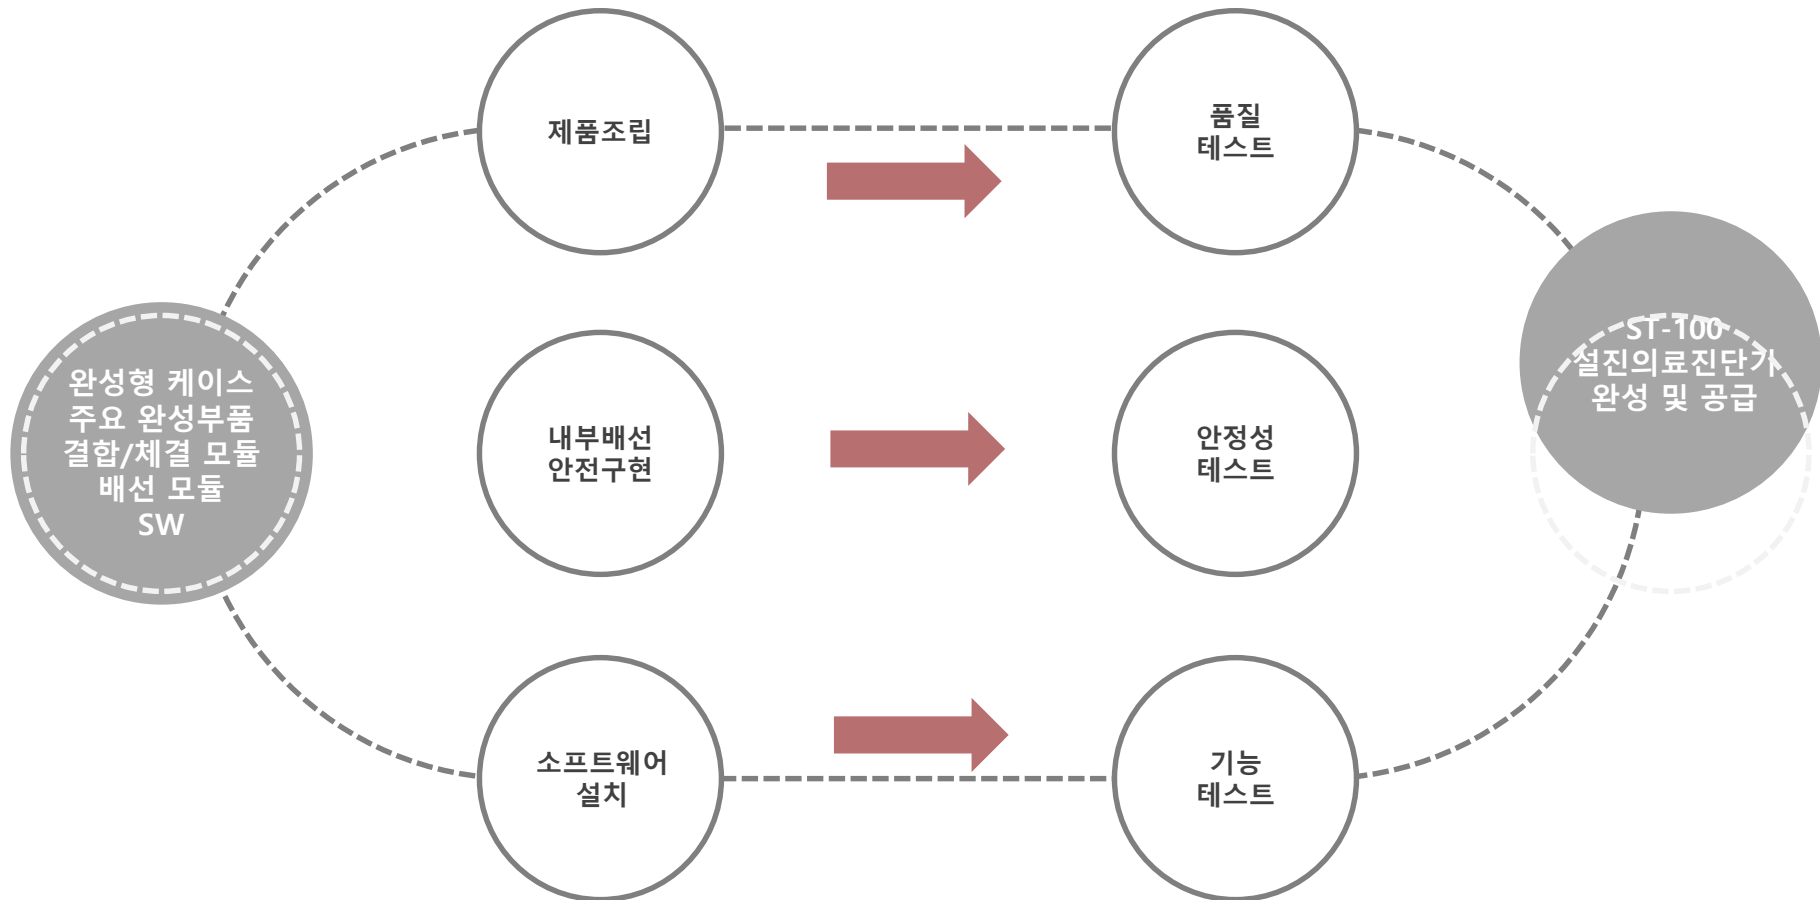 제품조립
품질
테스트
완성형 케이스
주요 완성부품
결합/체결 모듈
배선 모듈
SW
내부배선
안전구현
안정성
테스트
ST-100
설진의료진단기
완성 및 공급
소프트웨어
설치
기능
테스트